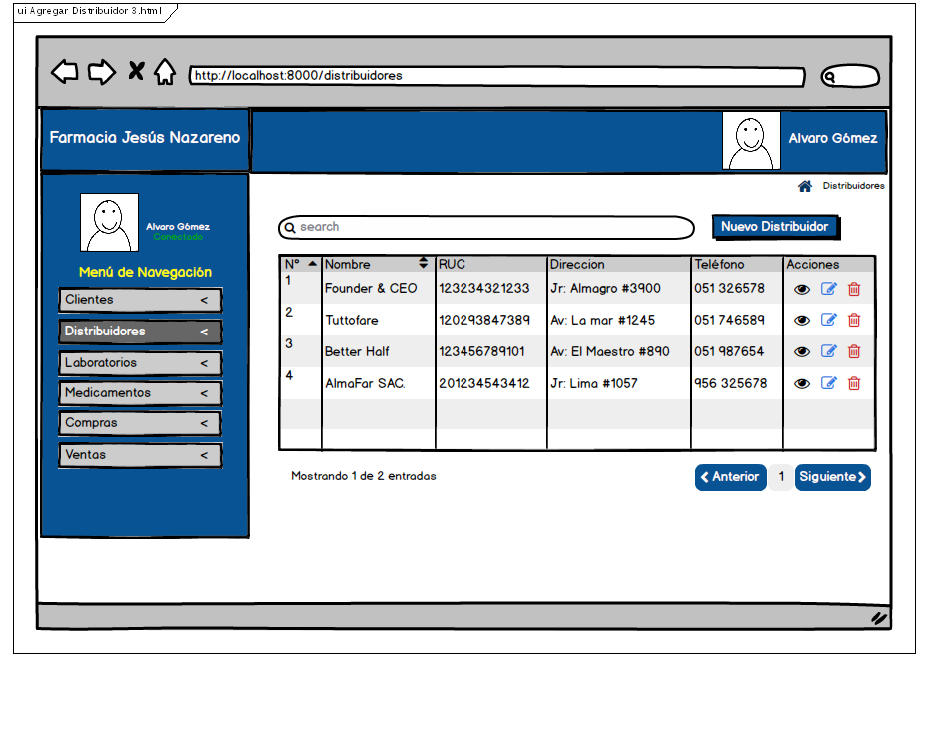 ui Agregar Distribuidor 3.html
http://localhost:8000/distribuidores
Farmacia Jesús Nazareno
Alvaro Gómez
Distribuidores
Alvaro Gómez
Conectado
search
Nuevo Distribuidor
Menú de Navegación
Clientes <
Distribuidores <
Laboratorios <
Medicamentos <
Compras <
Ventas <
N° Nombre RUC Direccion Teléfono Acciones
1 Founder & CEO 123234321233 Jr: Almagro #3900 051 326578
2 Tuttofare 120293847389 Av: La mar #1245 051 746589
3 Better Half 123456789101 Av: El Maestro #890 051 987654
4 AlmaFar SAC. 201234543412 Jr: Lima #1057 956 325678
Mostrando 1 de 2 entradas
Anterior 1 Siguiente